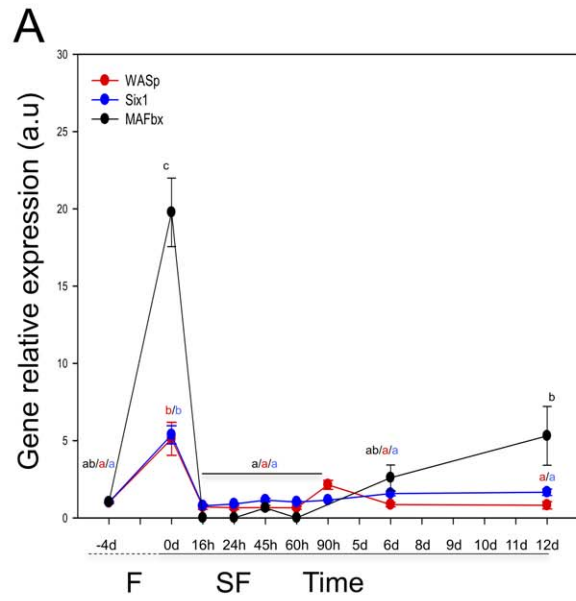 A
Gene relative expression (a.u)
30
25
20
15
10
5
0
WASp
Six1
MAFbx
c
b/b
ab/a/a
a/a/a
ab/a/a
b
a/a
-4d 0d 16h 24h 45h 60h 90h 5d 6d 8d 9d 10d 11d 12d
F SF Time